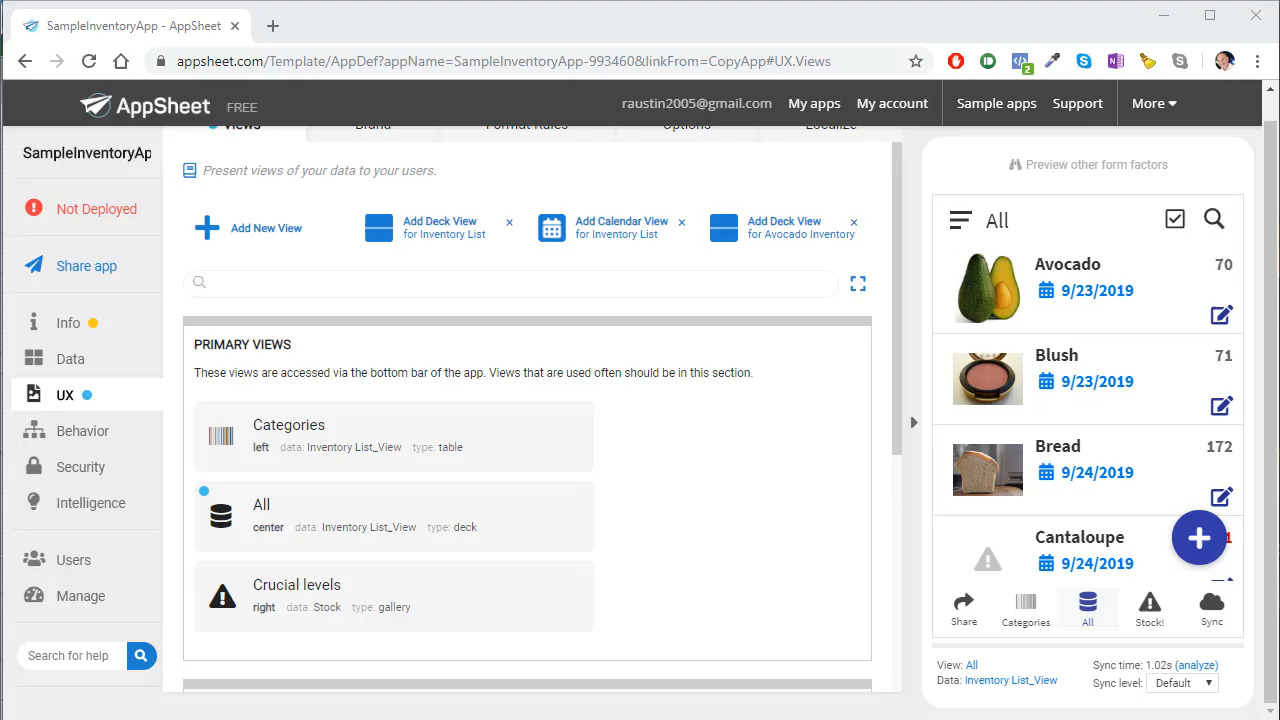 SampleInventoryApp - AppSheet
appsheet.com/Template/AppDef?appName=SampleInventoryApp-993460&linkFrom=CopyApp#UX.Views
2
AppSheet FREE
raustin2005@gmail.com My apps My account Sample apps Support More
SampleInventoryAp
Not Deployed
Share app
Info
Data
UX
Behavior
Security
Intelligence
Users
Manage
Search for help
Views Brand Format Rules Options Localize
Present views of your data to your users.
Add New View
Add Deck View
for Inventory List
Add Calendar View
for Inventory List
Add Deck View
for Avocado Inventory
PRIMARY VIEWS
These views are accessed via the bottom bar of the app. Views that are used often should be in this section.
Categories
left data: Inventory List_View type: table
All
center data: Inventory List_View type: deck
Crucial levels
right data: Stock type: gallery
Preview other form factors
All
Avocado 70
9/23/2019
Blush 71
9/23/2019
Bread 172
9/24/2019
Cantaloupe 1
9/24/2019
Share Categories All Stock! Sync
View: All
Data: Inventory List_View
Sync time: 1.02s (analyze)
Sync level: Default